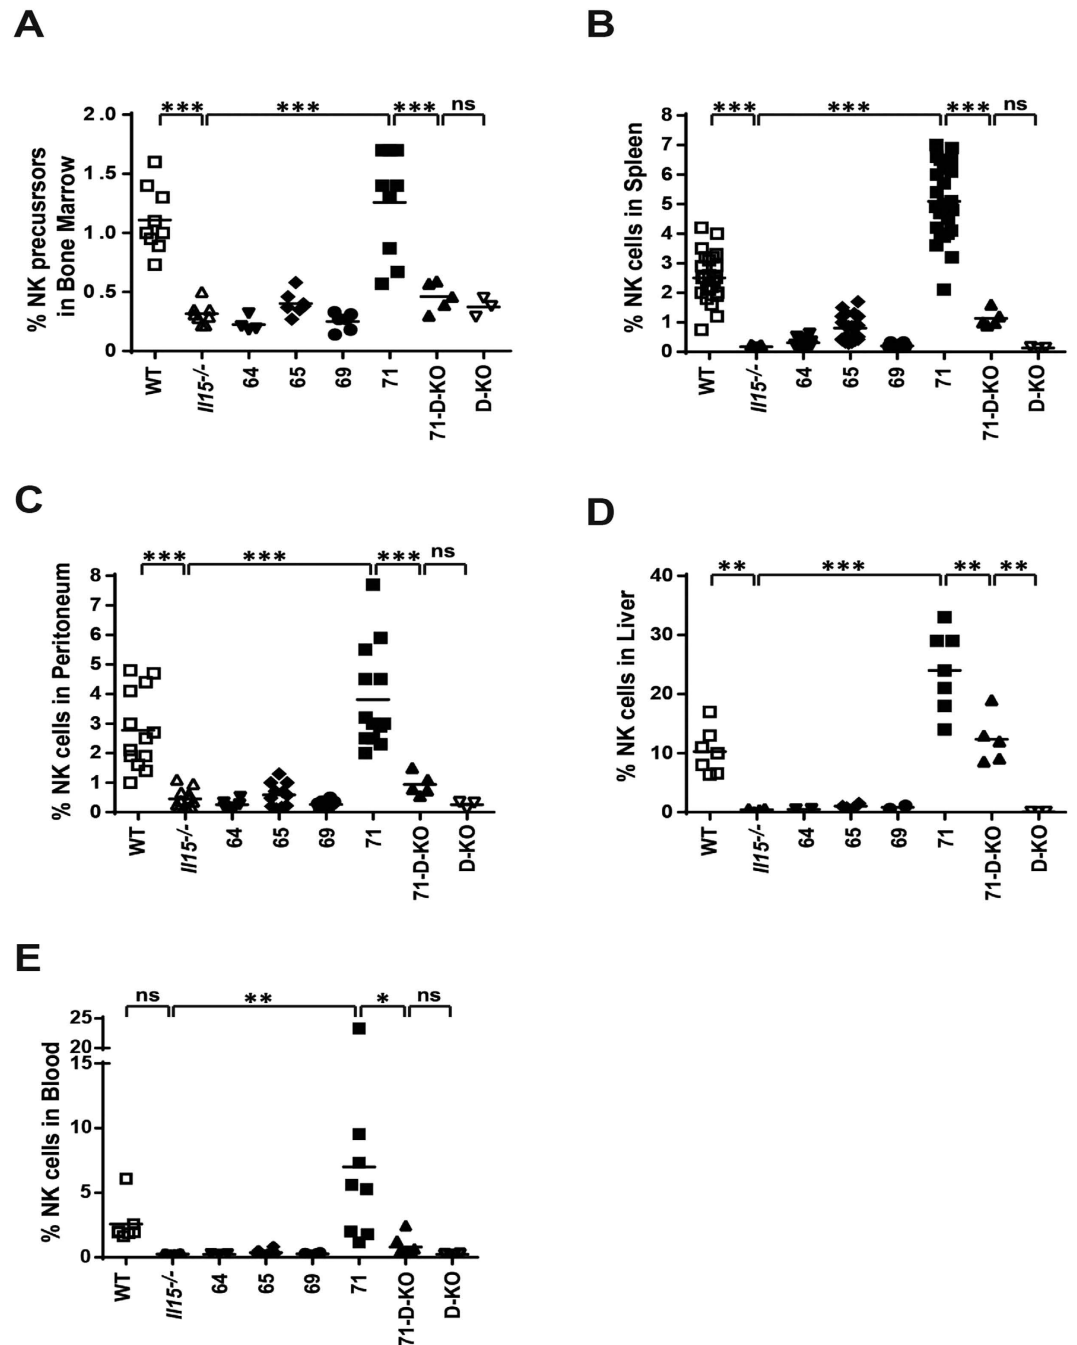 A
*** *** *** ns
% NK precusrsors
in Bone Marrow
2.0
1.5
1.0
0.5
0
WT
Il15-/-
64
65
69
71
71-D-KO
D-KO
B
*** *** *** ns
% NK cells in Spleen
8
7
6
5
4
3
2
1
0
WT
Il15-/-
64
65
69
71
71-D-KO
D-KO
C
*** *** *** ns
% NK cells in Peritoneum
8
7
6
5
4
3
2
1
0
WT
Il15-/-
64
65
69
71
71-D-KO
D-KO
D
** *** ** **
% NK cells in Liver
40
30
20
10
0
WT
Il15-/-
64
65
69
71
71-D-KO
D-KO
E
ns ** * ns
% NK cells in Blood
25
20
15
10
5
0
WT
Il15-/-
64
65
69
71
71-D-KO
D-KO